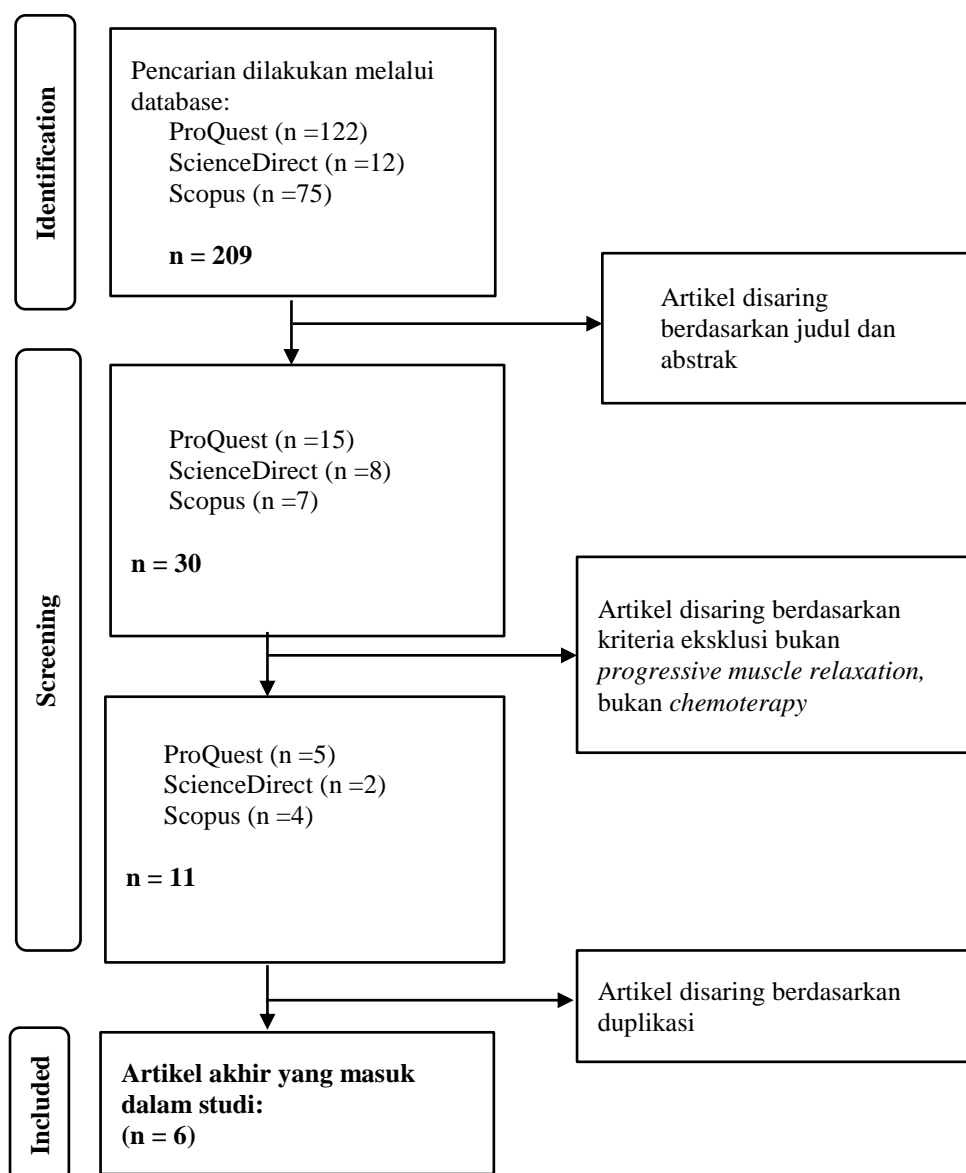 Identification
Pencarian dilakukan melalui
database:
ProQuest (n =122)
ScienceDirect (n =12)
Scopus (n =75)
n = 209
Artikel disaring
berdasarkan judul dan
abstrak
Screening
ProQuest (n =15)
ScienceDirect (n =8)
Scopus (n =7)
n = 30
Artikel disaring berdasarkan
kriteria eksklusi bukan
progressive muscle relaxation,
bukan chemoterapy
ProQuest (n =5)
ScienceDirect (n =2)
Scopus (n =4)
n = 11
Artikel disaring berdasarkan
duplikasi
Included
Artikel akhir yang masuk
dalam studi:
(n = 6)